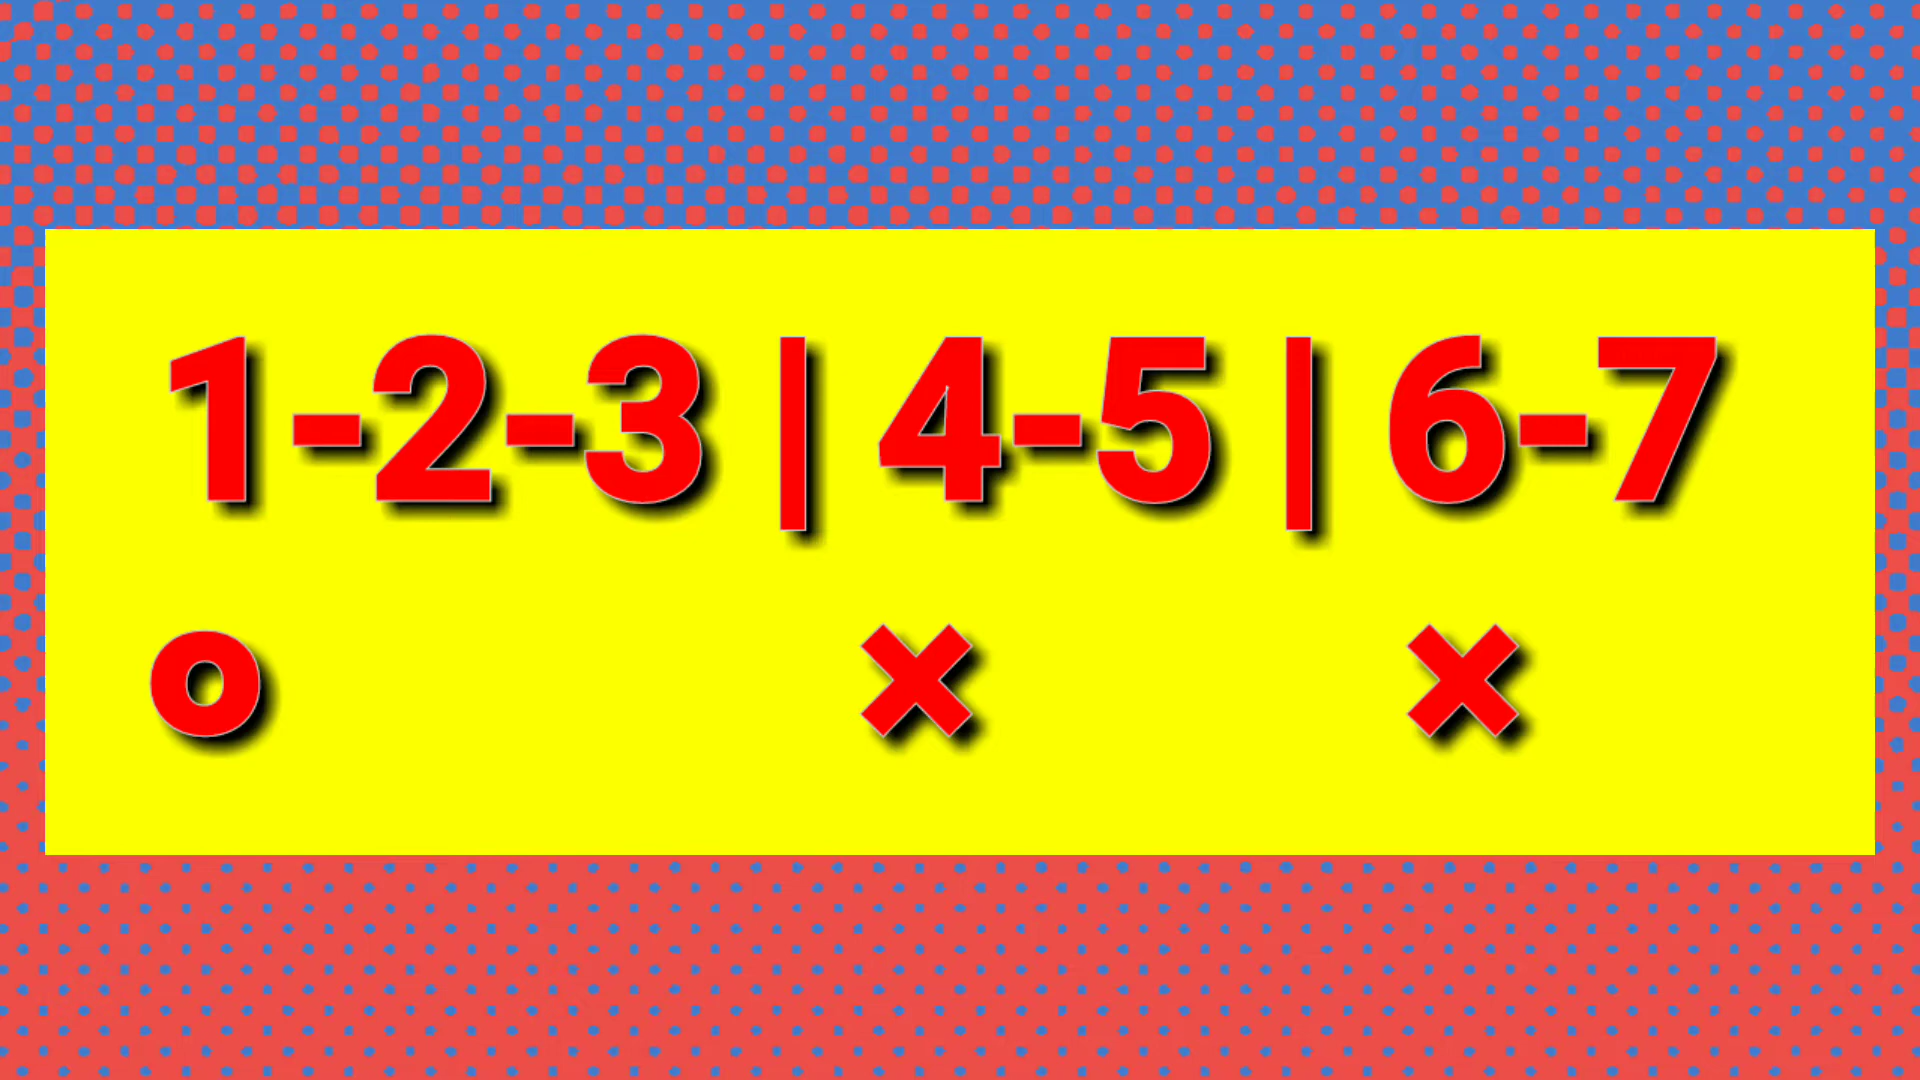 1-2-3 | 4-5 | 6-7
o × ×